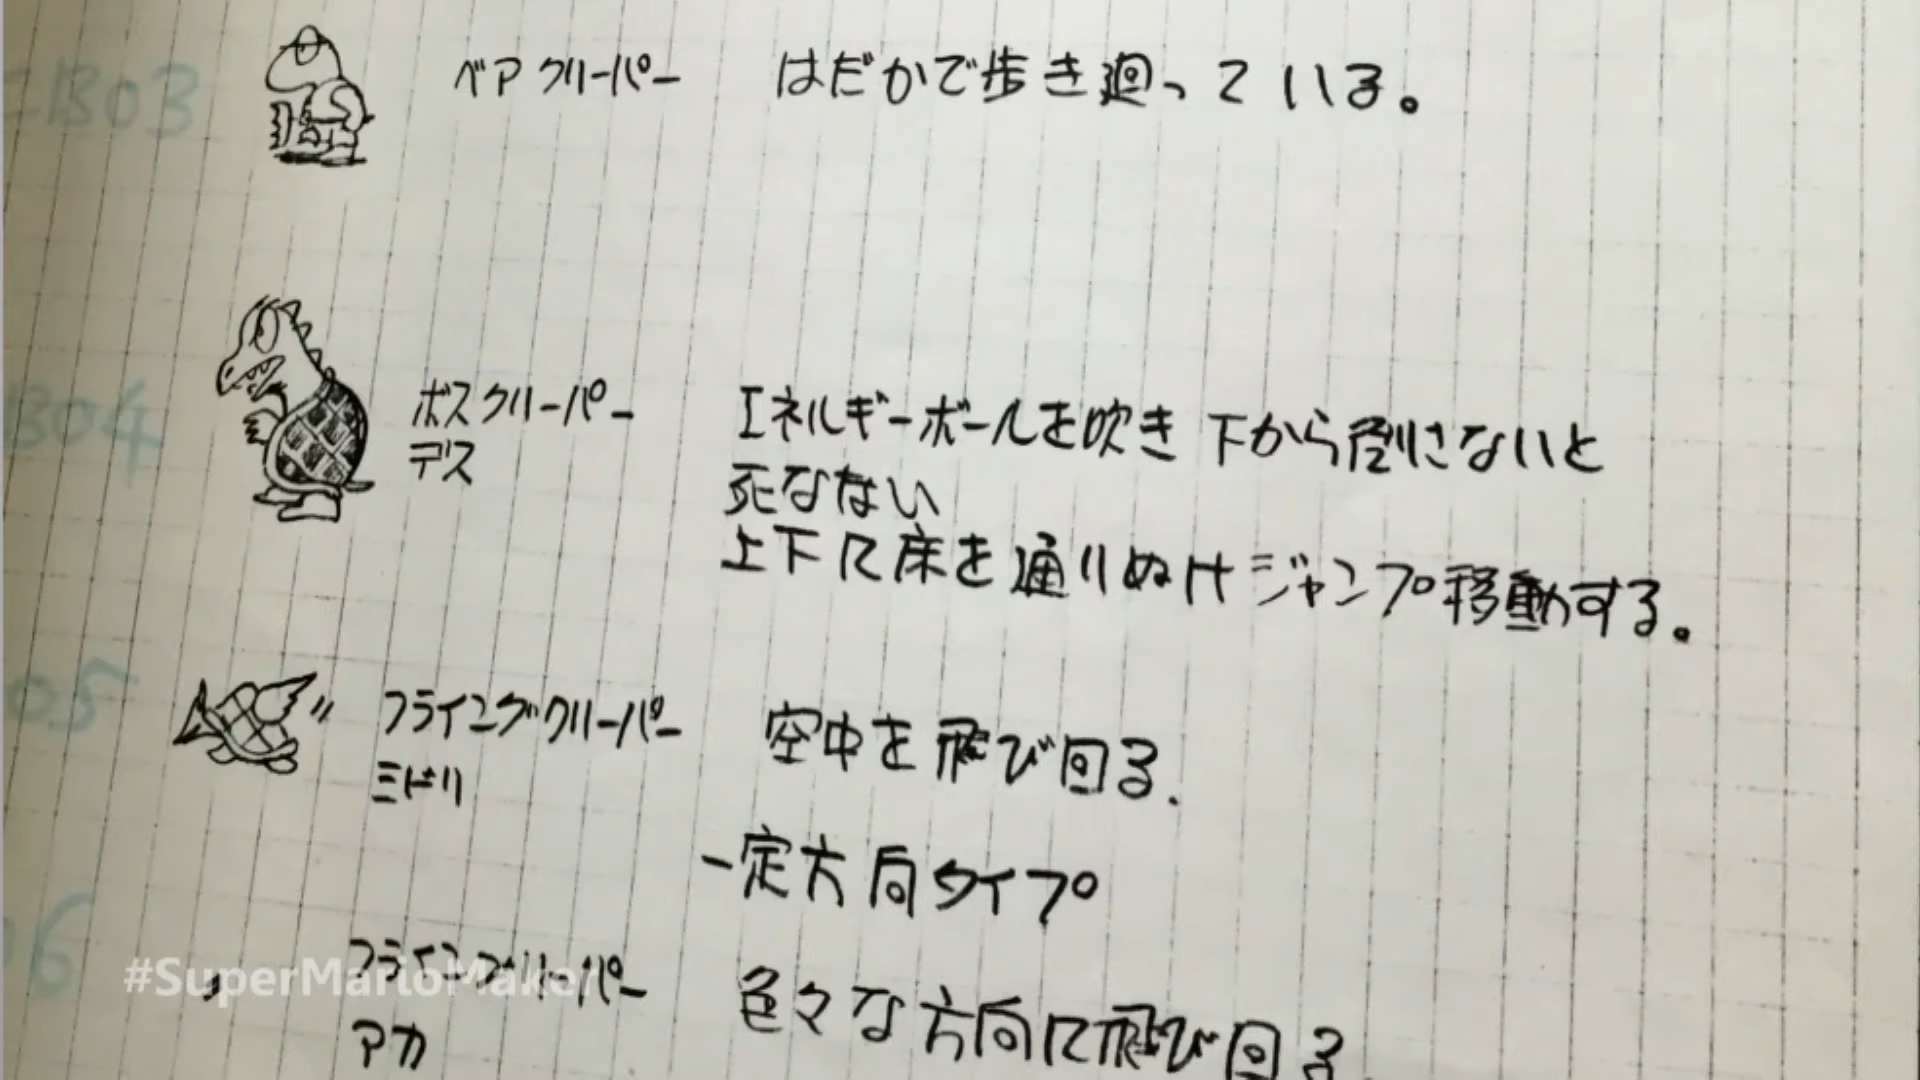 ベアクリーパー はだかで歩き廻っている。
ボスクリーパー エネルギーボールを吹き 下から倒さないと
デス 死なない
上下に床を通りぬけジャンプ移動する。
フライングクリーパー 空中を飛び回る.
ミドリ
一定方向タイプ
フライングクリーパー 色々な方向に飛び回る
アカ
B03
B04
05
6
#SuperMarioMaker